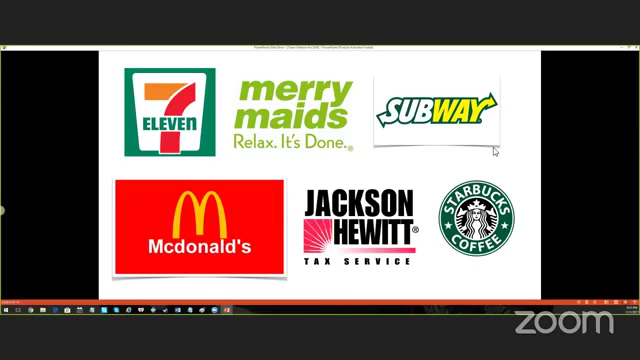 7
ELEVEN
merry
maids
Relax. It's Done.®
SUBWAY
M
Mcdonald's
JACKSON
HEWITT®
TAX SERVICE
STARBUCKS
COFFEE
zoom